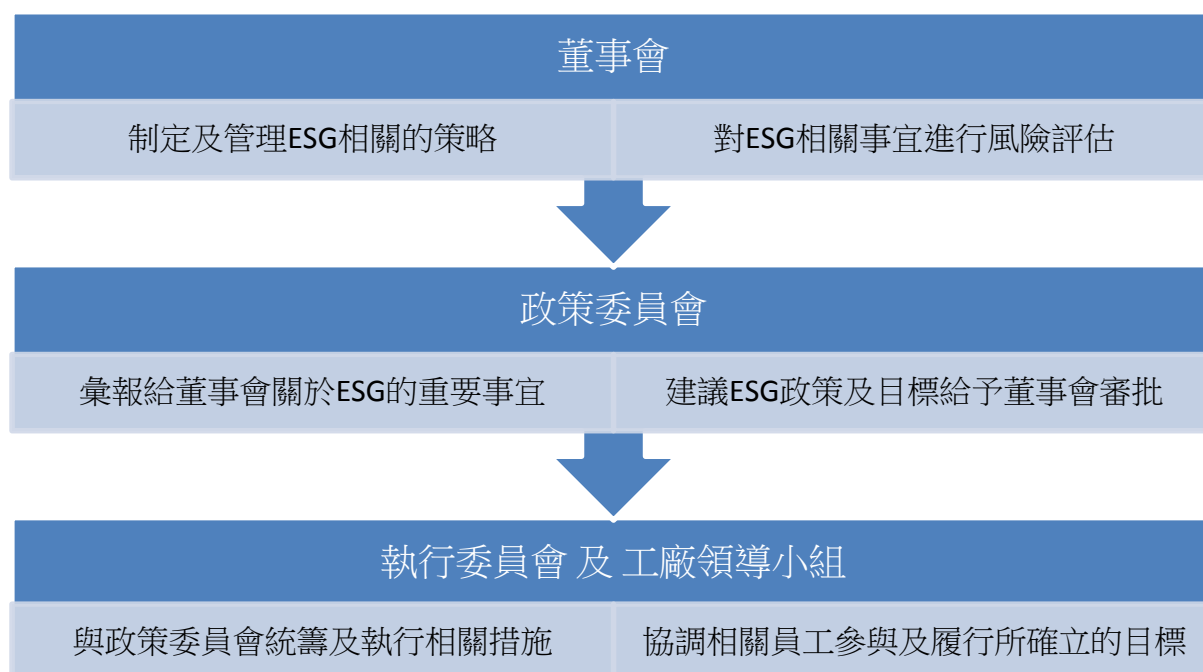 董事會
制定及管理ESG相關的策略
對ESG相關事宜進行風險評估
政策委員會
彙報給董事會關於ESG的重要事宜
建議ESG政策及目標給予董事會審批
執行委員會 及 工廠領導小組
與政策委員會統籌及執行相關措施
協調相關員工參與及履行所確立的目標